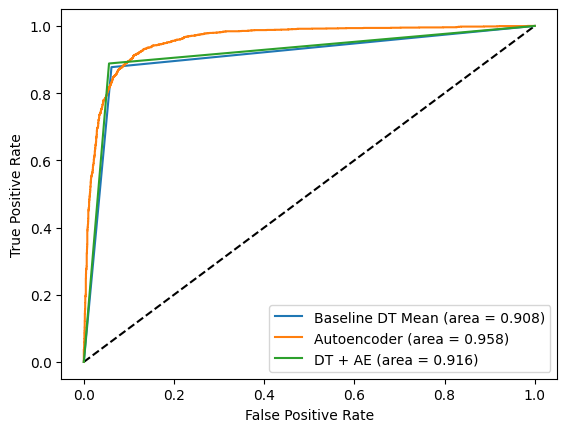 1.0
0.8
0.6
0.4
0.2
0.0
True Positive Rate
Baseline DT Mean (area = 0.908)
Autoencoder (area = 0.958)
DT + AE (area = 0.916)
0.0 0.2 0.4 0.6 0.8 1.0
False Positive Rate